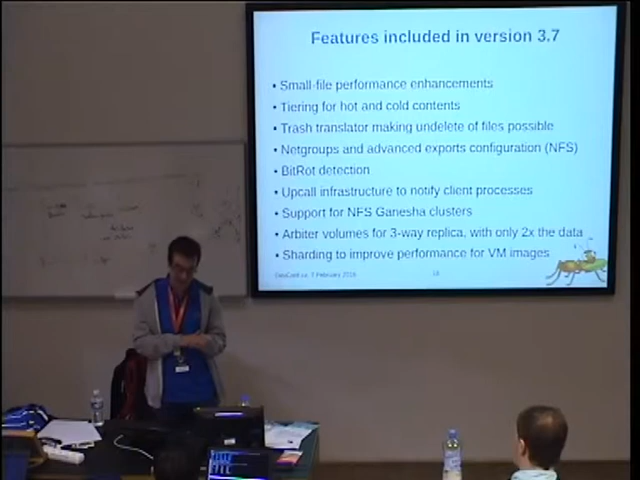 Features included in version 3.7
• Small-file performance enhancements
• Tiering for hot and cold contents
• Trash translator making undelete of files possible
• Netgroups and advanced exports configuration (NFS)
• BitRot detection
• Upcall infrastructure to notify client processes
• Support for NFS Ganesha clusters
• Arbiter volumes for 3-way replica, with only 2x the data
• Sharding to improve performance for VM images
7 February 2016